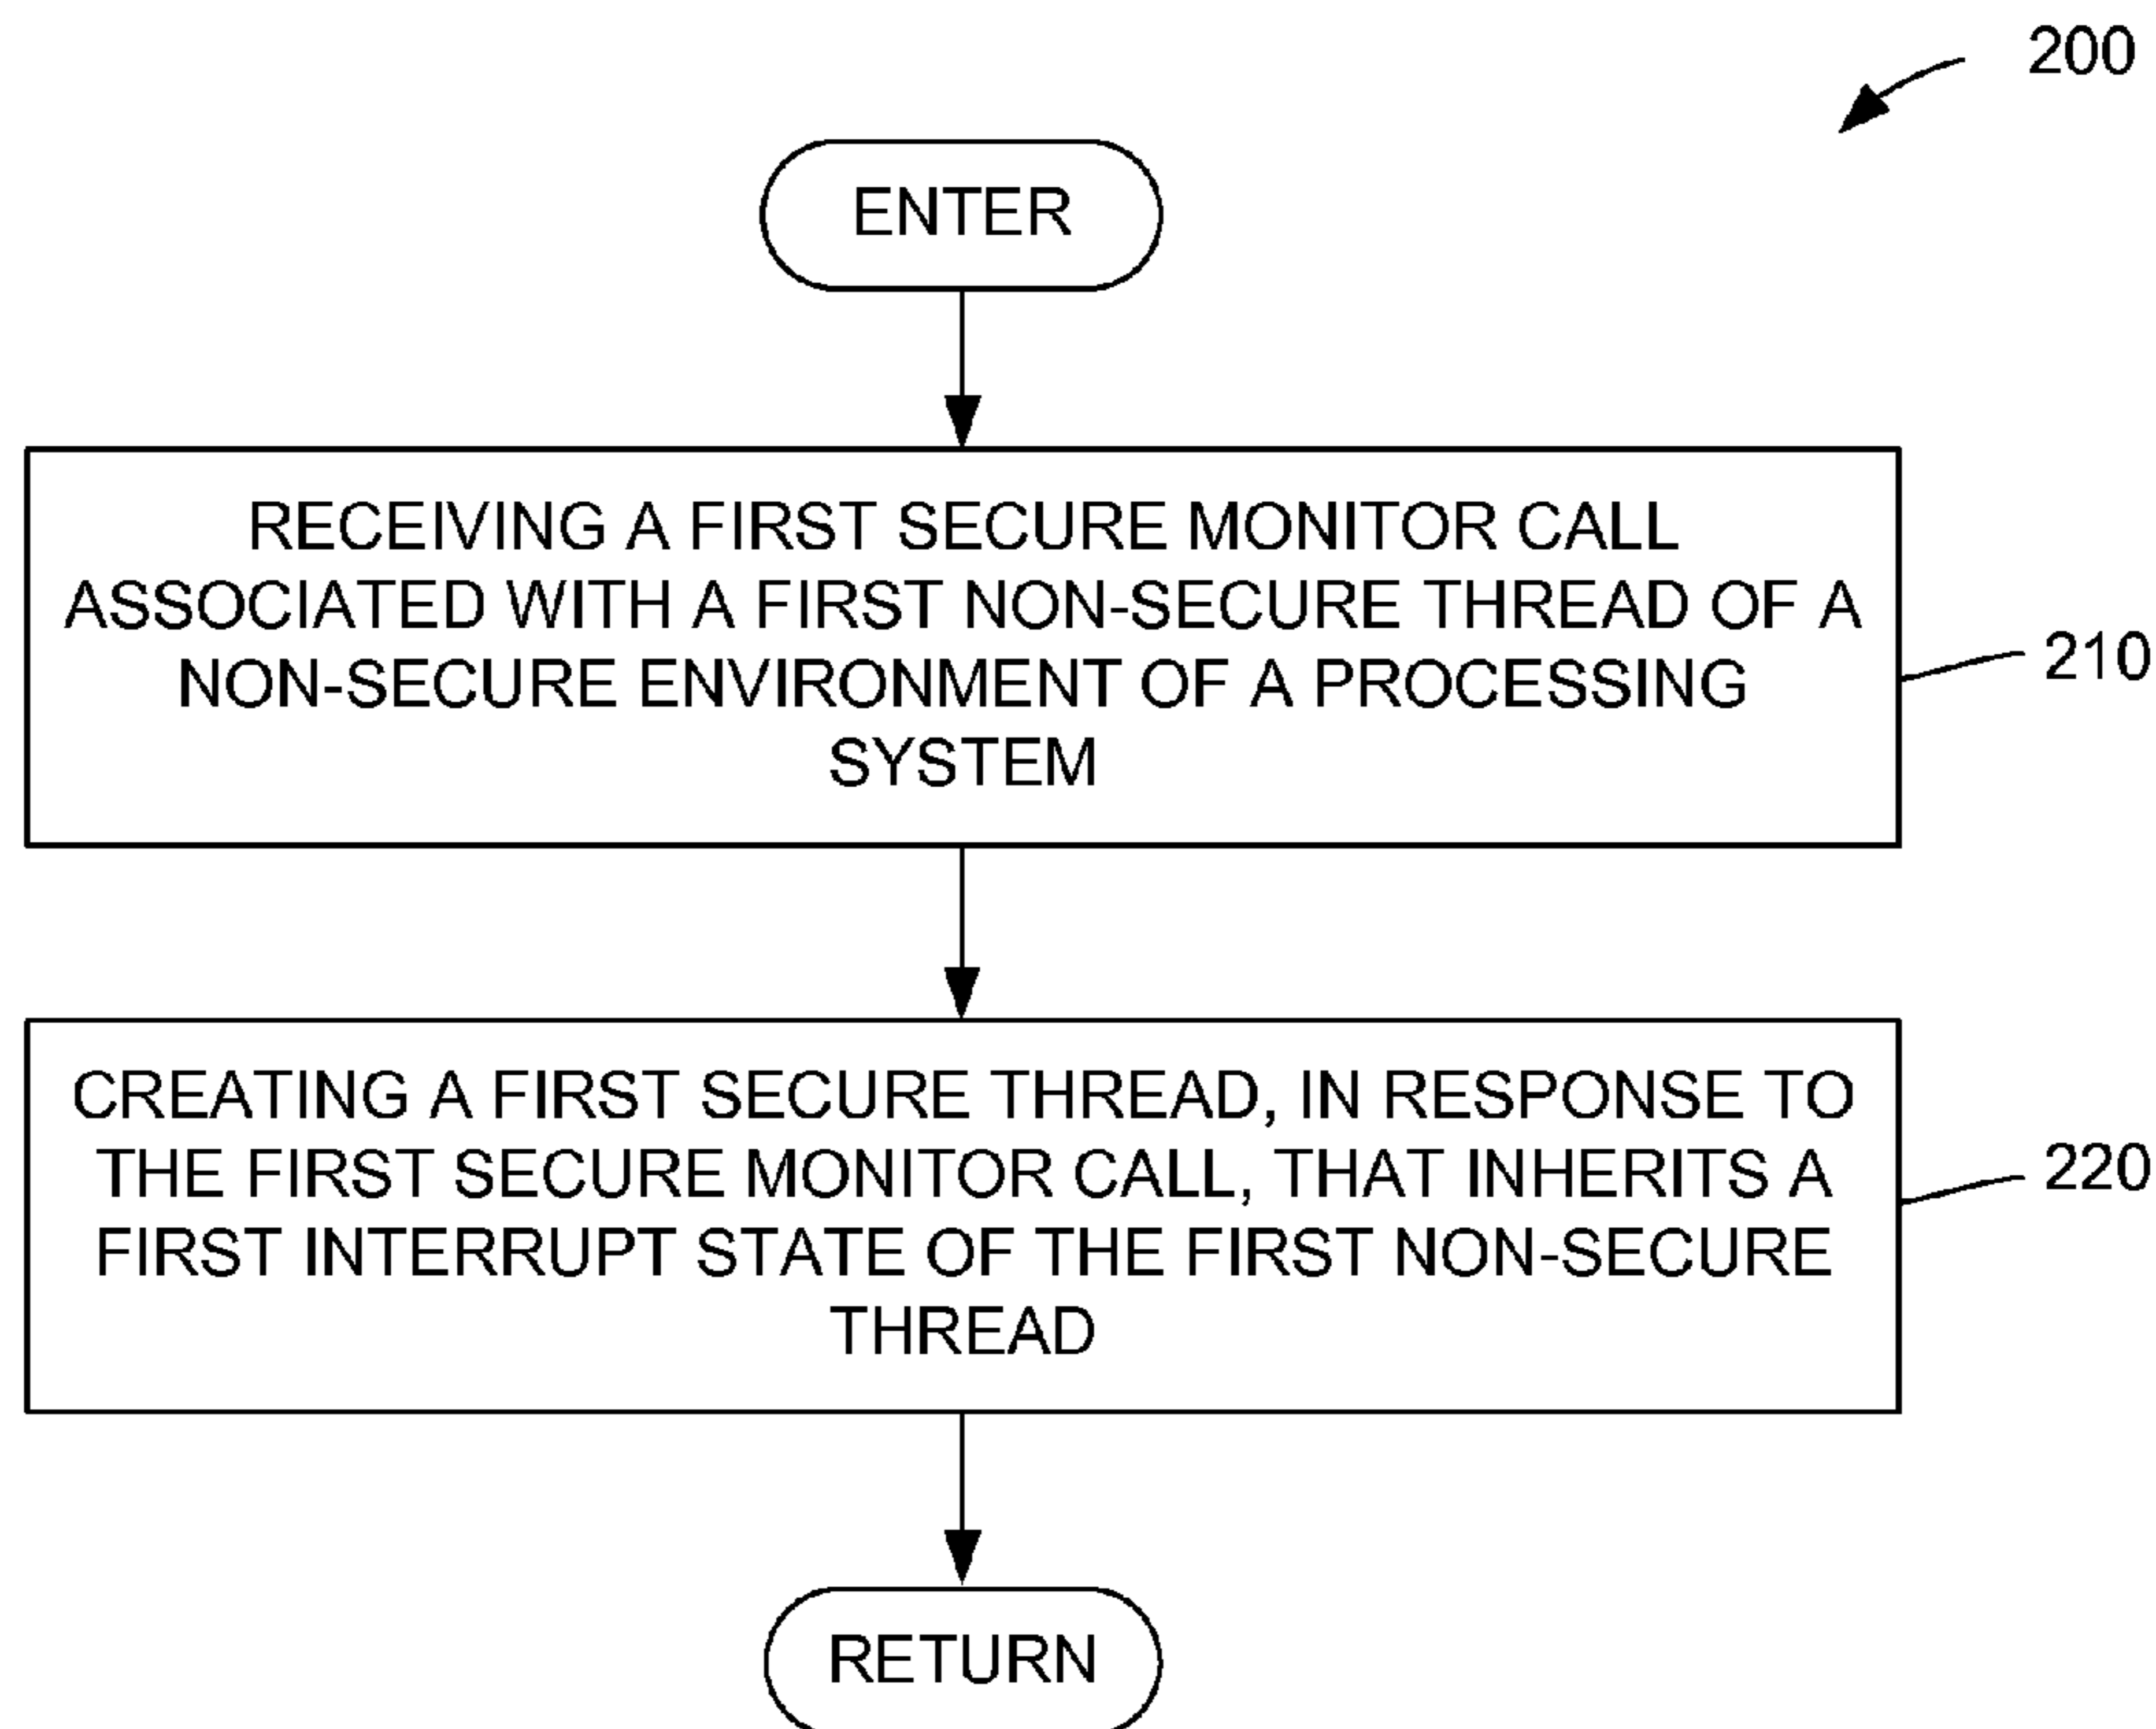 200
ENTER
RECEIVING A FIRST SECURE MONITOR CALL
ASSOCIATED WITH A FIRST NON-SECURE THREAD OF A
NON-SECURE ENVIRONMENT OF A PROCESSING
SYSTEM
210
CREATING A FIRST SECURE THREAD, IN RESPONSE TO
THE FIRST SECURE MONITOR CALL, THAT INHERITS A
FIRST INTERRUPT STATE OF THE FIRST NON-SECURE
THREAD
220
RETURN